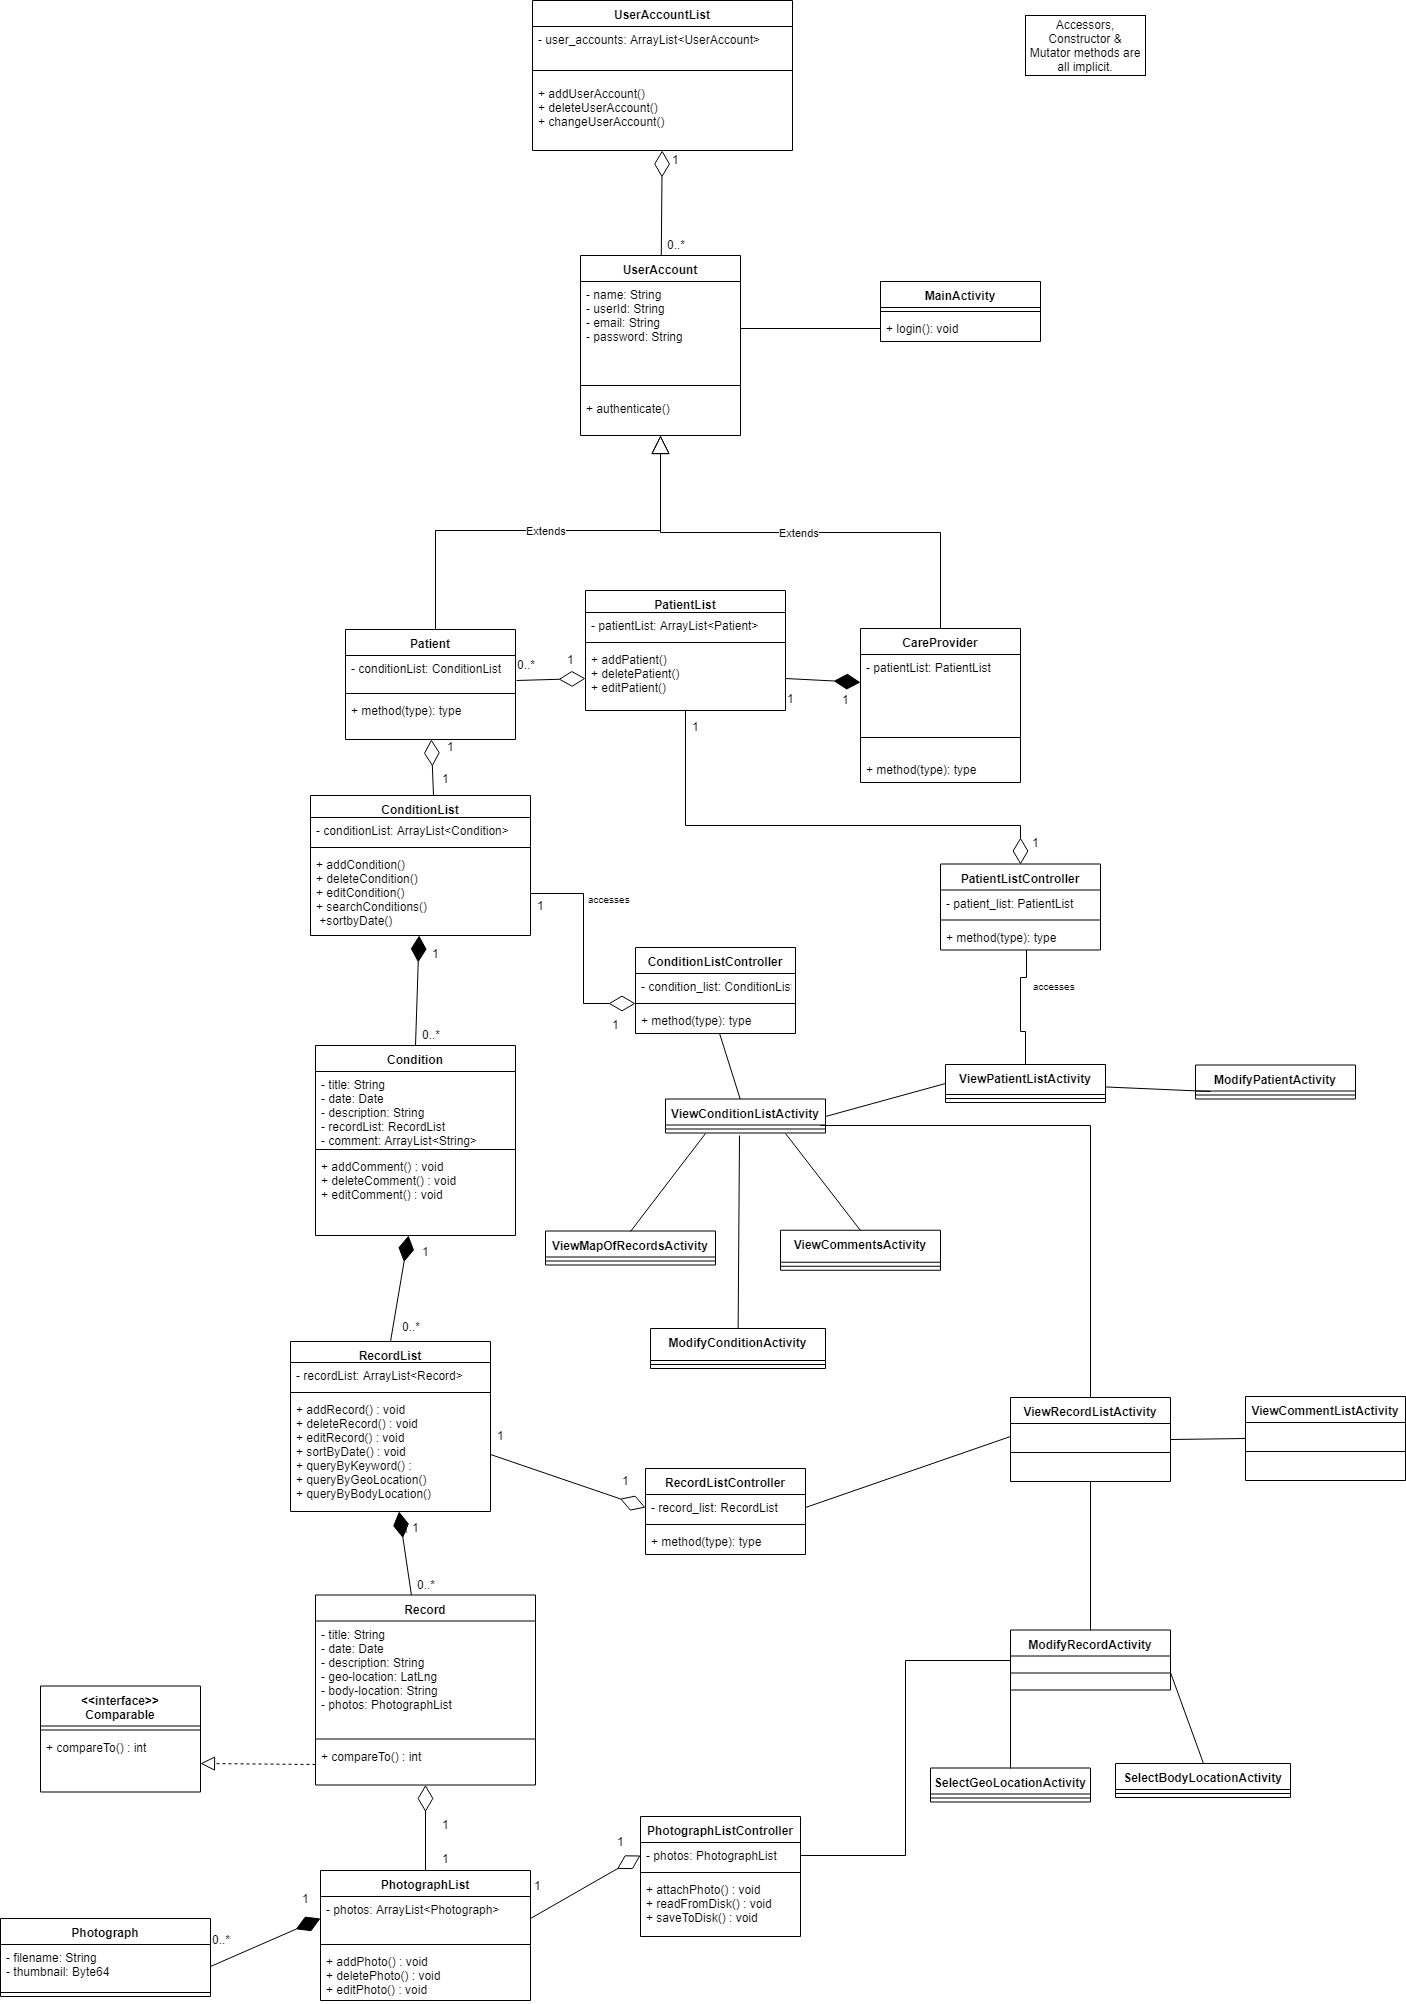 UserAccountList
- user_accounts: ArrayList<UserAccount>
+ addUserAccount()
+ deleteUserAccount()
+ changeUserAccount()
Accessors,
Constructor &
Mutator methods are
all implicit.
1
0..*
UserAccount
- name: String
- userId: String
- email: String
- password: String
+ authenticate()
MainActivity
+ login(): void
Extends
Extends
PatientList
- patientList: ArrayList<Patient>
+ addPatient()
+ deletePatient()
+ editPatient()
Patient
- conditionList: ConditionList
+ method(type): type
0..*
1
CareProvider
- patientList: PatientList
+ method(type): type
1
1
1
1
1
ConditionList
- conditionList: ArrayList<Condition>
+ addCondition()
+ deleteCondition()
+ editCondition()
+ searchConditions()
+sortbyDate()
1
accesses
1
PatientListController
- patient_list: PatientList
+ method(type): type
accesses
ConditionListController
- condition_list: ConditionLis
+ method(type): type
1
1
0..*
Condition
- title: String
- date: Date
- description: String
- recordList: RecordList
- comment: ArrayList<String>
+ addComment() : void
+ deleteComment() : void
+ editComment() : void
ViewPatientListActivity
ModifyPatientActivity
ViewConditionListActivity
ViewMapOfRecordsActivity
ViewCommentsActivity
ModifyConditionActivity
1
0..*
RecordList
- recordList: ArrayList<Record>
+ addRecord() : void
+ deleteRecord() : void
+ editRecord() : void
+ sortByDate() : void
+ queryByKeyword() :
+ queryByGeoLocation()
+ queryByBodyLocation()
1
1
RecordListController
- record_list: RecordList
+ method(type): type
ViewRecordListActivity
ViewCommentListActivity
1
0..*
Record
- title: String
- date: Date
- description: String
- geo-location: LatLng
- body-location: String
- photos: PhotographList
+ compareTo() : int
<<interface>>
Comparable
+ compareTo() : int
ModifyRecordActivity
SelectGeoLocationActivity
SelectBodyLocationActivity
1
1
PhotographListController
- photos: PhotographList
+ attachPhoto() : void
+ readFromDisk() : void
+ saveToDisk() : void
1
1
PhotographList
- photos: ArrayList<Photograph>
+ addPhoto() : void
+ deletePhoto() : void
+ editPhoto() : void
1
0..*
Photograph
- filename: String
- thumbnail: Byte64